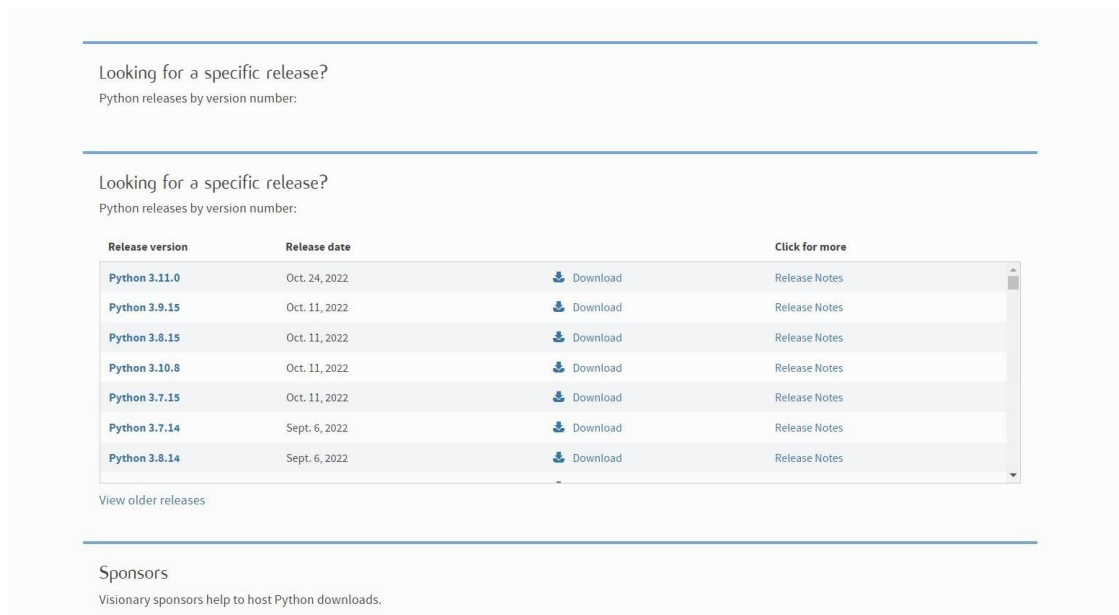 Looking for a specific release?
Python releases by version number:
Looking for a specific release?
Python releases by version number:
Release version Release date Click for more
Python 3.11.0 Oct. 24, 2022 Download Release Notes
Python 3.9.15 Oct. 11, 2022 Download Release Notes
Python 3.8.15 Oct. 11, 2022 Download Release Notes
Python 3.10.8 Oct. 11, 2022 Download Release Notes
Python 3.7.15 Oct. 11, 2022 Download Release Notes
Python 3.7.14 Sept. 6, 2022 Download Release Notes
Python 3.8.14 Sept. 6, 2022 Download Release Notes
View older releases
Sponsors
Visionary sponsors help to host Python downloads.